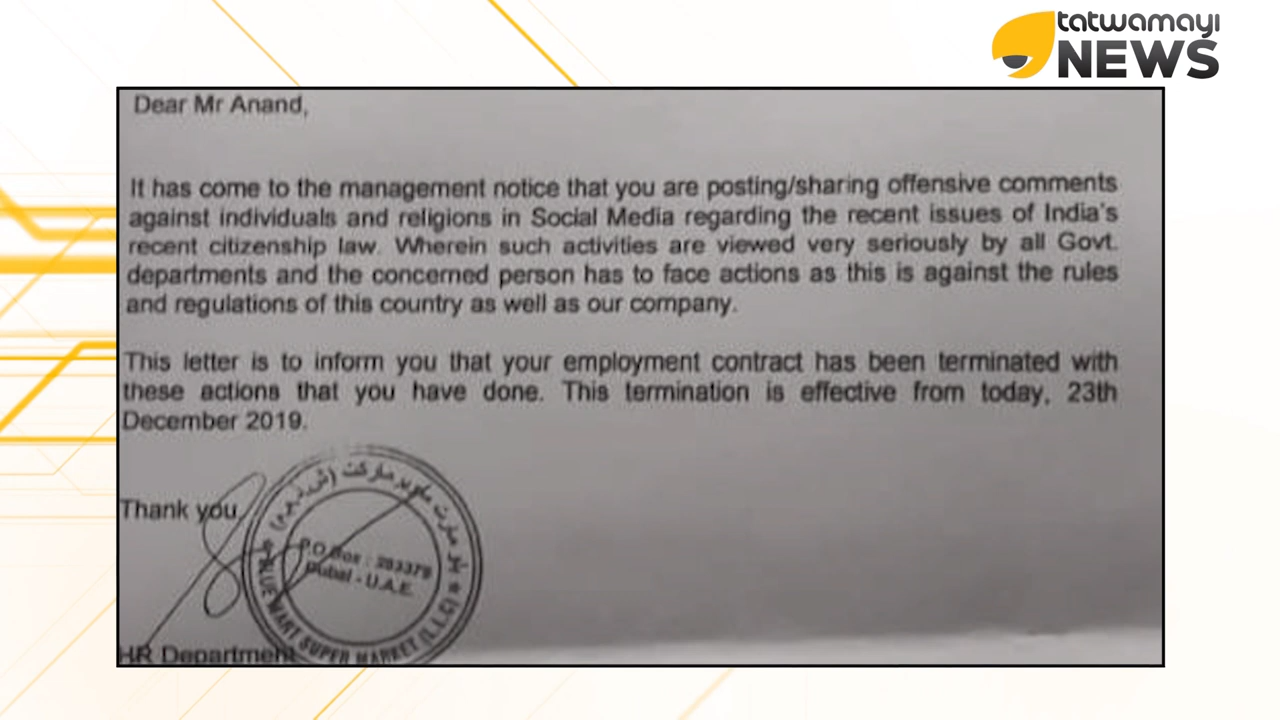 tatwamayi
NEWS
Dear Mr Anand,
It has come to the management notice that you are posting/sharing offensive comments
against individuals and religions in Social Media regarding the recent issues of India's
recent citizenship law. Wherein such activities are viewed very seriously by all Govt.
departments and the concerned person has to face actions as this is against the rules
and regulations of this country as well as our company.
This letter is to inform you that your employment contract has been terminated with
these actions that you have done. This termination is effective from today, 23th
December 2019.
Thank you
P.O Box : 283379
Dubai - U.A.E.
BLUE MART SUPER MARKET (L.L.C)
HR Department